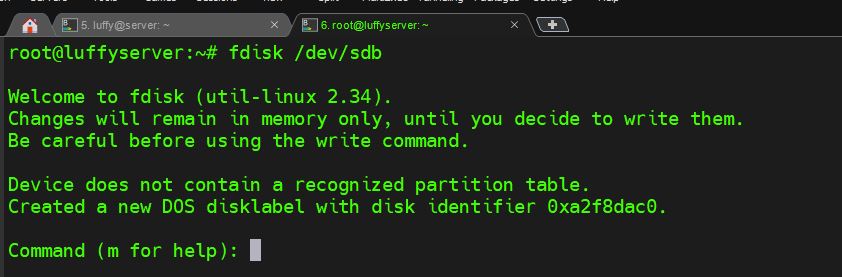 5. luffy@server: ~
6. root@luffyserver: ~
root@luffyserver:~# fdisk /dev/sdb
Welcome to fdisk (util-linux 2.34).
Changes will remain in memory only, until you decide to write them.
Be careful before using the write command.
Device does not contain a recognized partition table.
Created a new DOS disklabel with disk identifier 0xa2f8dac0.
Command (m for help):